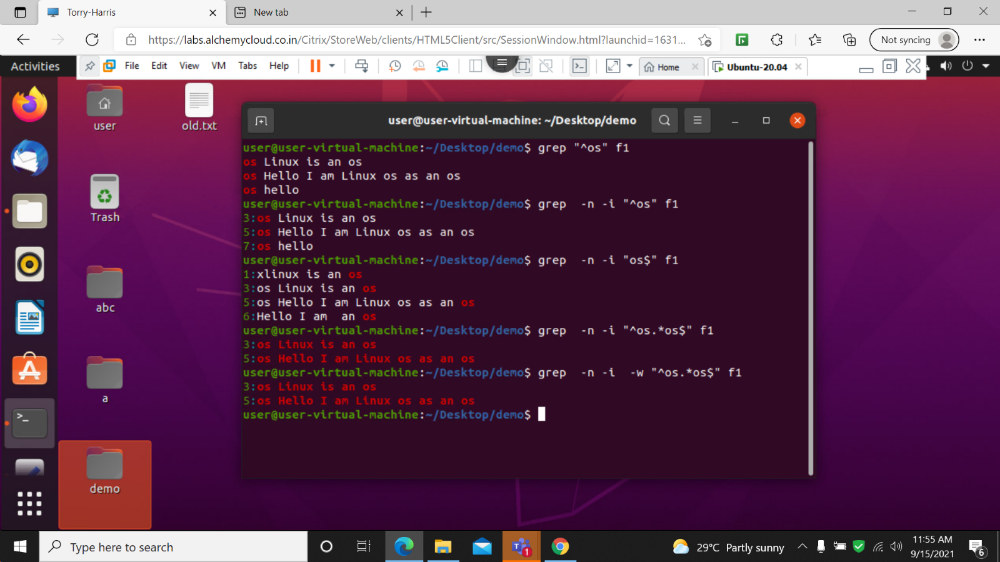 Torry-Harris
New tab
https://labs.alchemycloud.co.in/Citrix/StoreWeb/clients/HTML5Client/src/SessionWindow.html?launchid=1631...
Not syncing
Activities
File Edit View VM Tabs Help
Home
Ubuntu-20.04
user
old.txt
Trash
abc
a
demo
user@user-virtual-machine: ~/Desktop/demo
user@user-virtual-machine:~/Desktop/demo$ grep "^os" f1
os Linux is an os
os Hello I am Linux os as an os
os hello
user@user-virtual-machine:~/Desktop/demo$ grep  -n -i "^os" f1
3:os Linux is an os
5:os Hello I am Linux os as an os
7:os hello
user@user-virtual-machine:~/Desktop/demo$ grep  -n -i "os$" f1
1:xlinux is an os
3:os Linux is an os
5:os Hello I am Linux os as an os
6:Hello I am  an os
user@user-virtual-machine:~/Desktop/demo$ grep  -n -i "^os.*os$" f1
3:os Linux is an os
5:os Hello I am Linux os as an os
user@user-virtual-machine:~/Desktop/demo$ grep  -n -i  -w "^os.*os$" f1
3:os Linux is an os
5:os Hello I am Linux os as an os
user@user-virtual-machine:~/Desktop/demo$
Type here to search
1
29°C Partly sunny
11:55 AM
9/15/2021
6